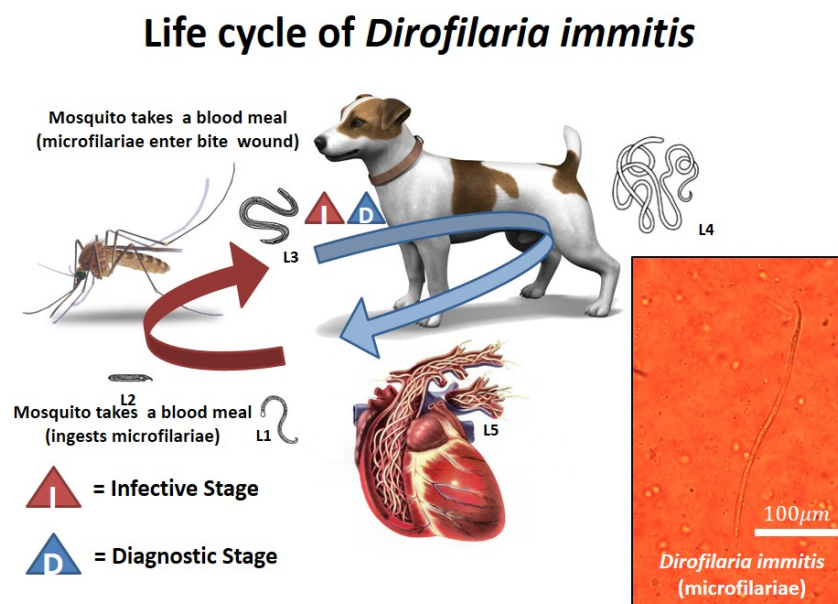 Life cycle of Dirofilaria immitis
Mosquito takes a blood meal
(microfilariae enter bite wound)
L3
I
D
L4
L2
Mosquito takes a blood meal
(ingests microfilariae)
L1
L5
I
= Infective Stage
D
= Diagnostic Stage
100μm
Dirofilaria immitis
(microfilariae)